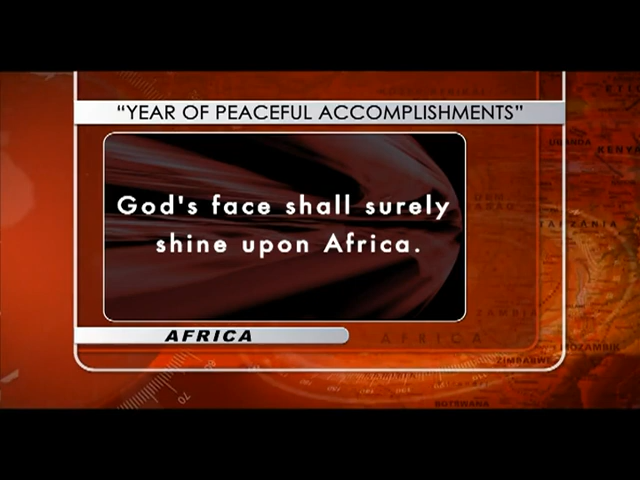 “YEAR OF PEACEFUL ACCOMPLISHMENTS”
God's face shall surely
shine upon Africa.
AFRICA
AFRICA
UGANDA
KENYA
TANZANIA
ZAMBIA
MOZAMBIK
ZIMBABWE
BOTSWANA
70